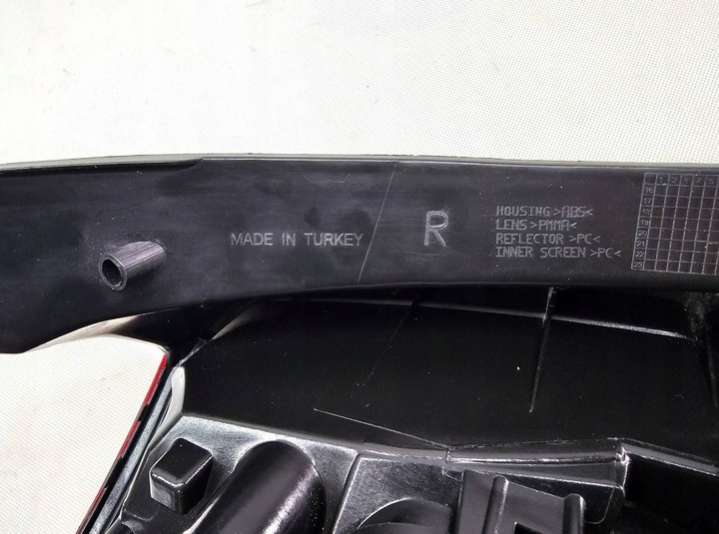 MADE IN TURKEY
R
HOUSING >ABS<
LENS >PMMA<
REFLECTOR >PC<
INNER SCREEN >PC<